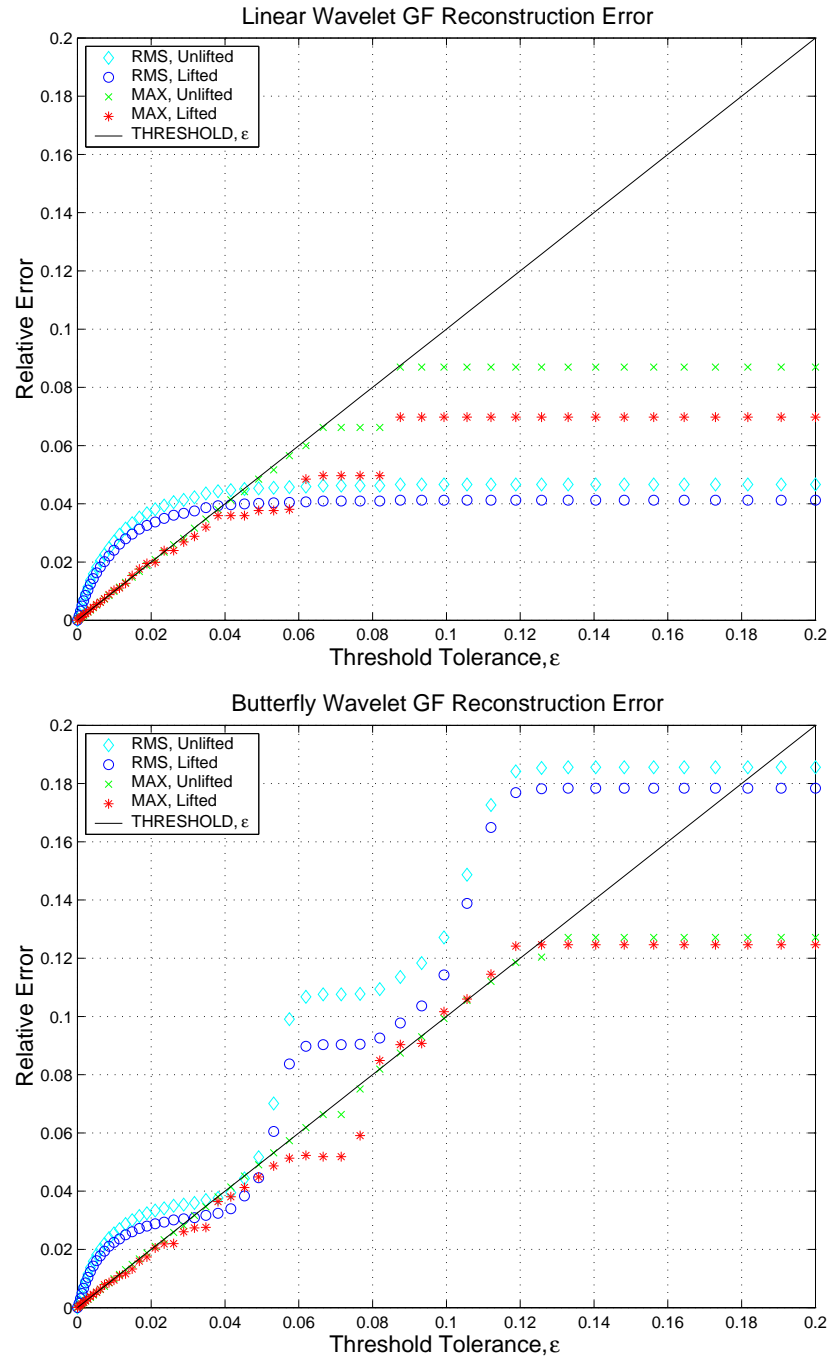 Linear Wavelet GF Reconstruction Error
RMS, Unlifted
RMS, Lifted
MAX, Unlifted
MAX, Lifted
THRESHOLD, ε
Relative Error
0.2
0.18
0.16
0.14
0.12
0.1
0.08
0.06
0.04
0.02
0
0 0.02 0.04 0.06 0.08 0.1 0.12 0.14 0.16 0.18 0.2
Threshold Tolerance, ε
Butterfly Wavelet GF Reconstruction Error
RMS, Unlifted
RMS, Lifted
MAX, Unlifted
MAX, Lifted
THRESHOLD, ε
Relative Error
0.2
0.18
0.16
0.14
0.12
0.1
0.08
0.06
0.04
0.02
0
0 0.02 0.04 0.06 0.08 0.1 0.12 0.14 0.16 0.18 0.2
Threshold Tolerance, ε